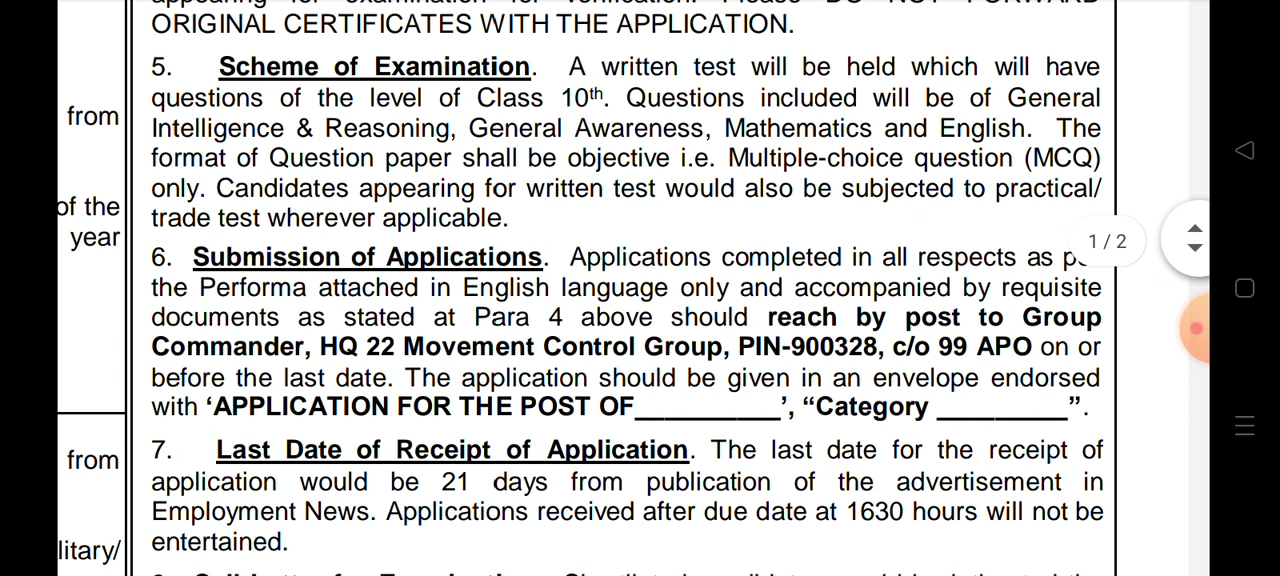 ORIGINAL CERTIFICATES WITH THE APPLICATION.
5. Scheme of Examination. A written test will be held which will have
questions of the level of Class 10th. Questions included will be of General
Intelligence & Reasoning, General Awareness, Mathematics and English. The
format of Question paper shall be objective i.e. Multiple-choice question (MCQ)
only. Candidates appearing for written test would also be subjected to practical/
trade test wherever applicable.
6. Submission of Applications. Applications completed in all respects as
the Performa attached in English language only and accompanied by requisite
documents as stated at Para 4 above should reach by post to Group
Commander, HQ 22 Movement Control Group, PIN-900328, c/o 99 APO on or
before the last date. The application should be given in an envelope endorsed
with ‘APPLICATION FOR THE POST OF__________’, “Category _________”.
7. Last Date of Receipt of Application. The last date for the receipt of
application would be 21 days from publication of the advertisement in
Employment News. Applications received after due date at 1630 hours will not be
entertained.
from
of the
year
from
litary/
1 / 2